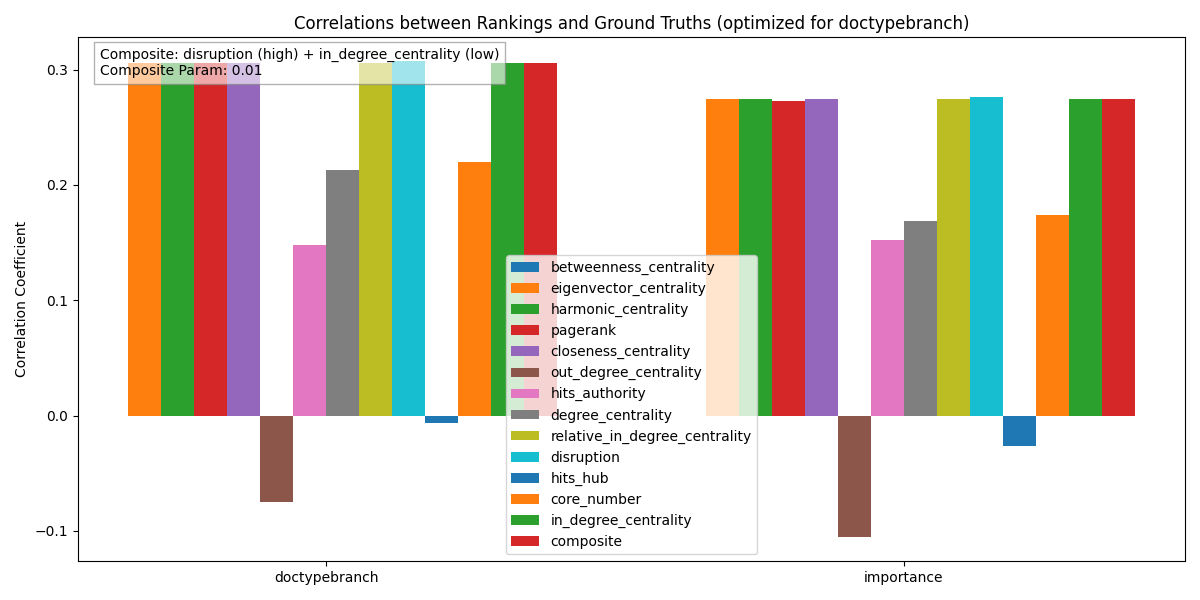 Correlations between Rankings and Ground Truths (optimized for doctypebranch)
Composite: disruption (high) + in_degree_centrality (low)
Composite Param: 0.01
Correlation Coefficient
0.3
0.2
0.1
0.0
−0.1
betweenness_centrality
eigenvector_centrality
harmonic_centrality
pagerank
closeness_centrality
out_degree_centrality
hits_authority
degree_centrality
relative_in_degree_centrality
disruption
hits_hub
core_number
in_degree_centrality
composite
doctypebranch
importance